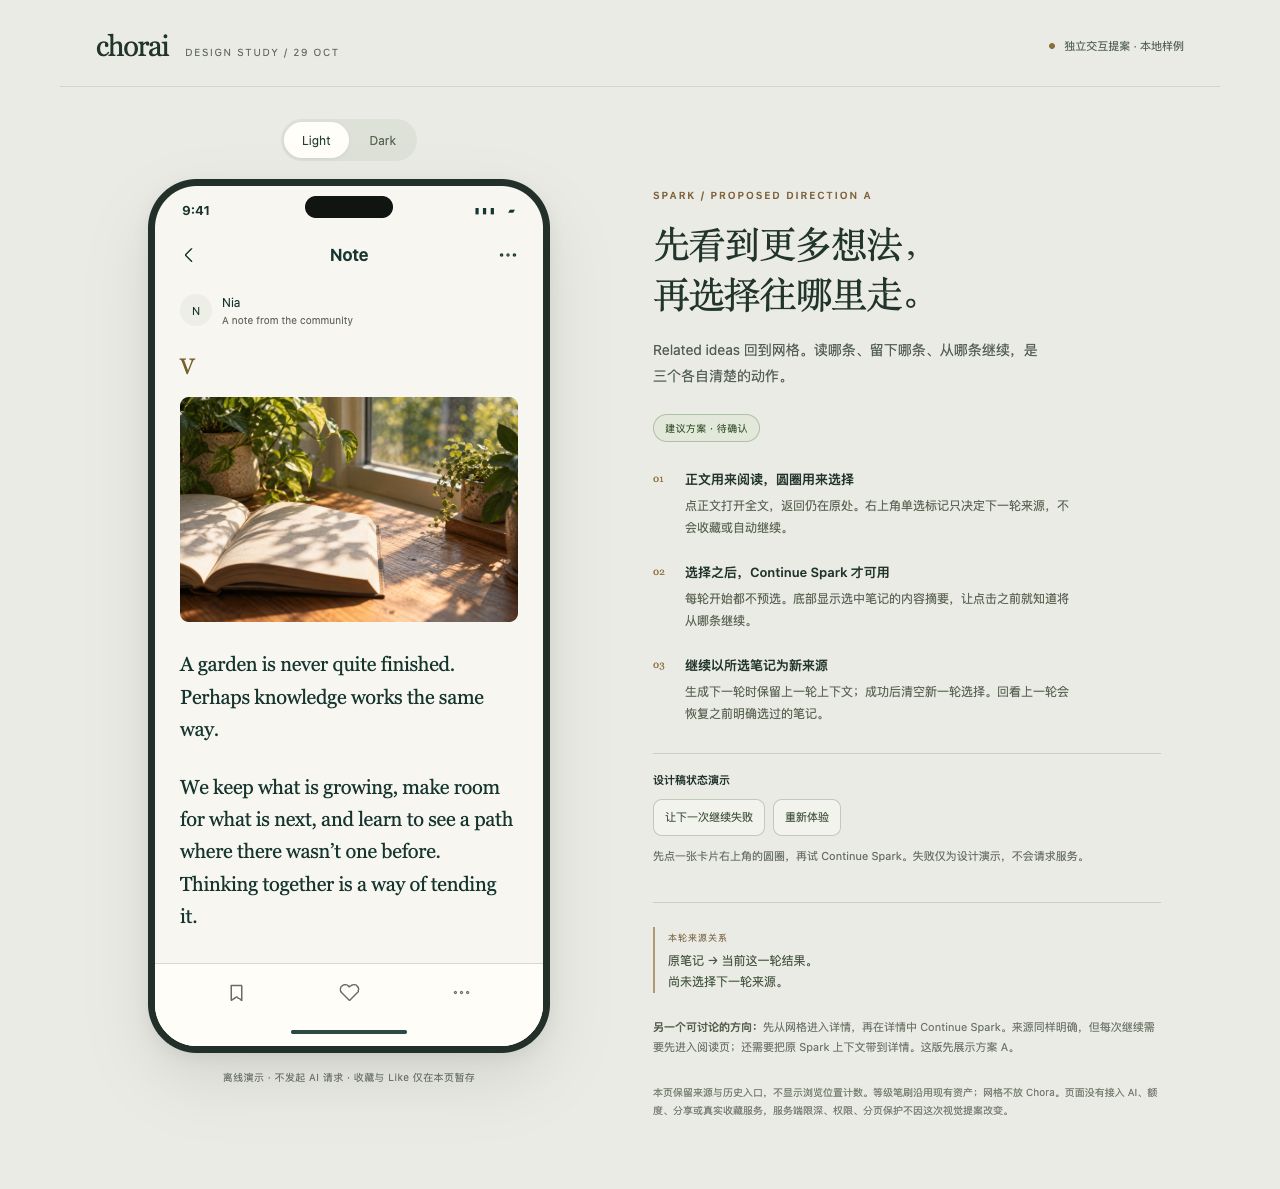 chorai DESIGN STUDY / 29 OCT
独立交互提案 · 本地样例
Light Dark
9:41
Note
N
Nia
A note from the community
V
A garden is never quite finished.
Perhaps knowledge works the same
way.
We keep what is growing, make room
for what is next, and learn to see a path
where there wasn’t one before.
Thinking together is a way of tending
it.
离线演示 · 不发起 AI 请求 · 收藏与 Like 仅在本页暂存
SPARK / PROPOSED DIRECTION A
先看到更多想法，
再选择往哪里走。
Related ideas 回到网格。读哪条、留下哪条、从哪条继续，是
三个各自清楚的动作。
建议方案 · 待确认
01 正文用来阅读，圆圈用来选择
点正文打开全文，返回仍在原处。右上角单选标记只决定下一轮来源，不
会收藏或自动继续。
02 选择之后，Continue Spark 才可用
每轮开始都不预选。底部显示选中笔记的内容摘要，让点击之前就知道将
从哪条继续。
03 继续以所选笔记为新来源
生成下一轮时保留上一轮上下文；成功后清空新一轮选择。回看上一轮会
恢复之前明确选过的笔记。
设计稿状态演示
让下一次继续失败 重新体验
先点一张卡片右上角的圆圈，再试 Continue Spark。失败仅为设计演示，不会请求服务。
本轮来源关系
原笔记 → 当前这一轮结果。
尚未选择下一轮来源。
另一个可讨论的方向：先从网格进入详情，再在详情中 Continue Spark。来源同样明确，但每次继续需
要先进入阅读页；还需要把原 Spark 上下文带到详情。这版先展示方案 A。
本页保留来源与历史入口，不显示浏览位置计数。等级笔刷沿用现有资产；网格不放 Chora。页面没有接入 AI、额
度、分享或真实收藏服务，服务端限深、权限、分页保护不因这次视觉提案改变。